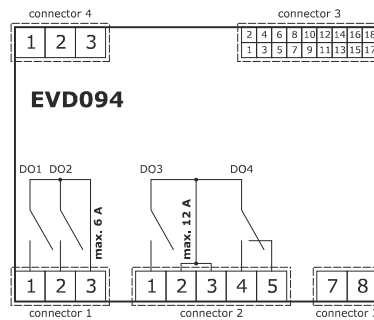 connector 4
connector 3
1 2 3
2 4 6 8 10 12 14 16 18
1 3 5 7 9 11 13 15 17
EVD094
DO1 DO2
DO3
DO4
max. 6 A
max. 12 A
1 2 3
1 2 3 4 5
7 8
connector 1
connector 2
connector